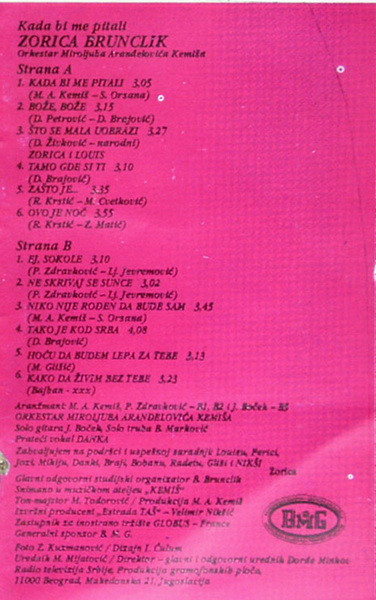 Kada bi me pitali
ZORICA BRUNCLIK
Orkestar Miroljuba Aranđelovića Kemiša
Strana A
1. KADA BI ME PITALI 3,05
(M. A. Kemiš – S. Orsana)
2. BOŽE, BOŽE 3,15
(D. Petrović – D. Brajović)
3. ŠTO SE MALA UOBRAZI 3,27
(D. Živković – narodni)
ZORICA i LOUIS
4. TAMO GDE SI TI 3,10
(D. Brajović)
5. ZAŠTO JE... 3,35
(R. Krstić – M. Cvetković)
6. OVO JE NOĆ 3,55
(R. Krstić – Z. Matić)
Strana B
1. EJ, SOKOLE 3,10
(P. Zdravković – Lj. Jevremović)
2. NE SKRIVAJ SE SUNCE 3,02
(P. Zdravković – Lj. Jevremović)
3. NIKO NIJE ROĐEN DA BUDE SAM 3,45
(M. A. Kemiš – S. Orsana)
4. TAKO JE KOD SRBA 4,08
(D. Brajović)
5. HOĆU DA BUDEM LEPA ZA TEBE 3,13
(M. Glišić)
6. KAKO DA ŽIVIM BEZ TEBE 3,23
(Bajban - xxx)
Aranžmani: M. A. Kemiš, P. Zdravković – B1, B2 i J. Boček – B5
ORKESTAR MIROLJUBA ARANĐELOVIĆA KEMIŠA
Solo gitara J. Boček, Solo truba B. Marković
Prateći vokal DANKA
Zahvaljujem na podršci i uspešnoj saradnji Louisu, Perici,
Jozi, Mikiju, Danki, Braji, Bobanu, Radetu, Gliši i NIKŠI
Zorica
Glavni odgovorni studijski organizator B. Brunclik
Snimano u muzičkom ateljeu „KEMIŠ“
Ton-majstor M. Todorović / Produkcija M. A. Kemiš
Izvršni producent „Estrada TAŠ“ – Velimir Nikšić
Zastupnik za inostrano tržište GLOBUS – France
Generalni sponzor B. M. G.
BMG
Foto Z. Kuzmanović / Dizajn I. Ćulum
Urednik M. Mijatović / Direktor – glavni i odgovorni urednik Đorđe Minkov
Radio televizija Srbije, Produkcija gramofonskih ploča,
11000 Beograd, Makedonska 21, Jugoslavija